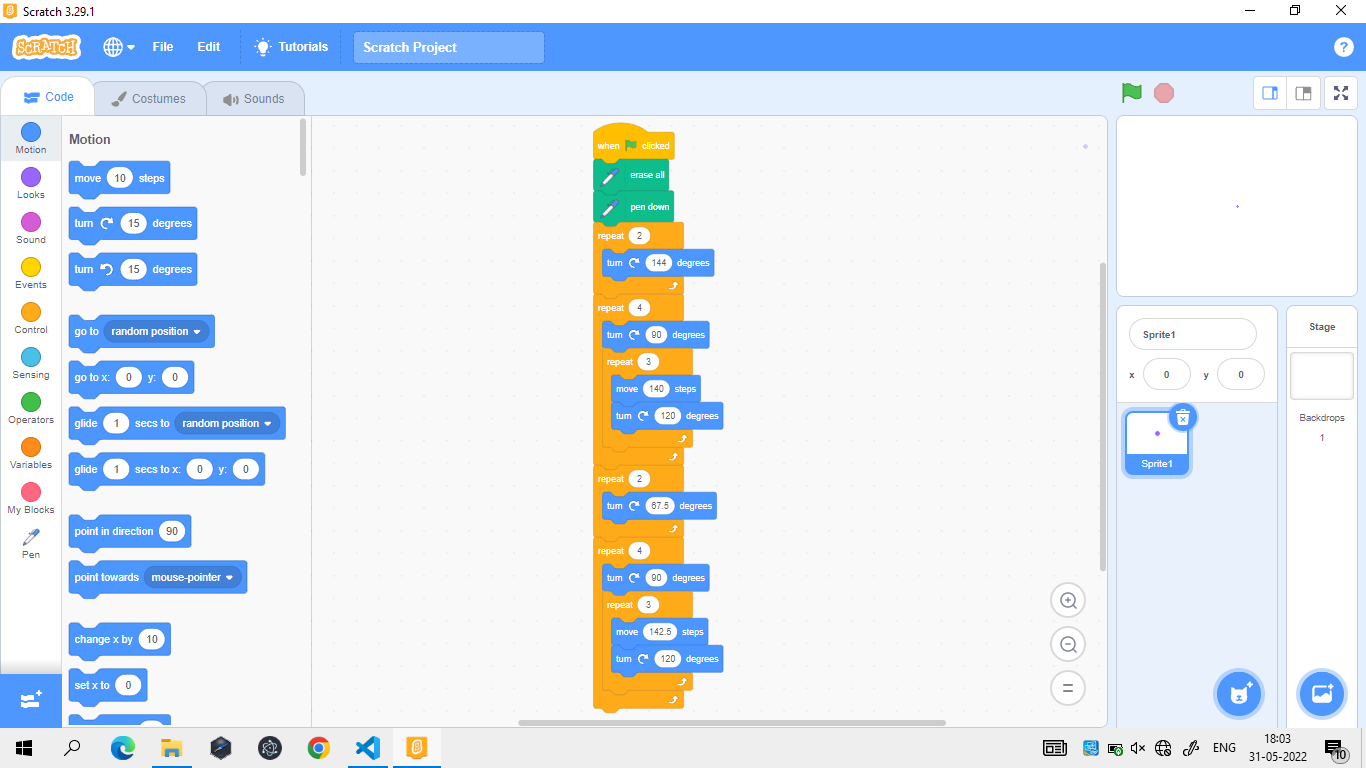 Scratch 3.29.1
SCRATCH
File
Edit
Tutorials
Scratch Project
?
Code
Costumes
Sounds
Motion
Looks
Sound
Events
Control
Sensing
Operators
Variables
My Blocks
Pen
Motion
move 10 steps
turn 15 degrees
turn 15 degrees
go to random position
go to x: 0 y: 0
glide 1 secs to random position
glide 1 secs to x: 0 y: 0
point in direction 90
point towards mouse-pointer
change x by 10
set x to 0
when clicked
erase all
pen down
repeat 2
turn 144 degrees
repeat 4
turn 90 degrees
repeat 3
move 140 steps
turn 120 degrees
repeat 2
turn 67.5 degrees
repeat 4
turn 90 degrees
repeat 3
move 142.5 steps
turn 120 degrees
Sprite1
x 0 y 0
Sprite1
Stage
Backdrops
1
ENG
18:03
31-05-2022
10